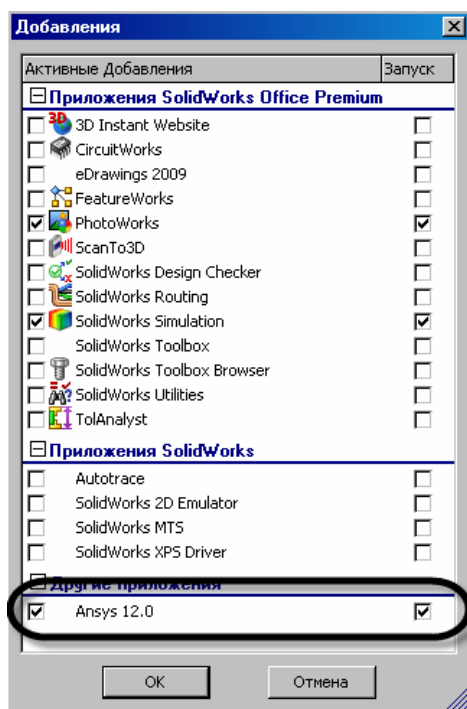 Добавления
Активные Добавления Запуск
Приложения SolidWorks Office Premium
3D Instant Website
CircuitWorks
eDrawings 2009
FeatureWorks
PhotoWorks
ScanTo3D
SolidWorks Design Checker
SolidWorks Routing
SolidWorks Simulation
SolidWorks Toolbox
SolidWorks Toolbox Browser
SolidWorks Utilities
TolAnalyst
Приложения SolidWorks
Autotrace
SolidWorks 2D Emulator
SolidWorks MTS
SolidWorks XPS Driver
Другие приложения
Ansys 12.0
OK Отмена